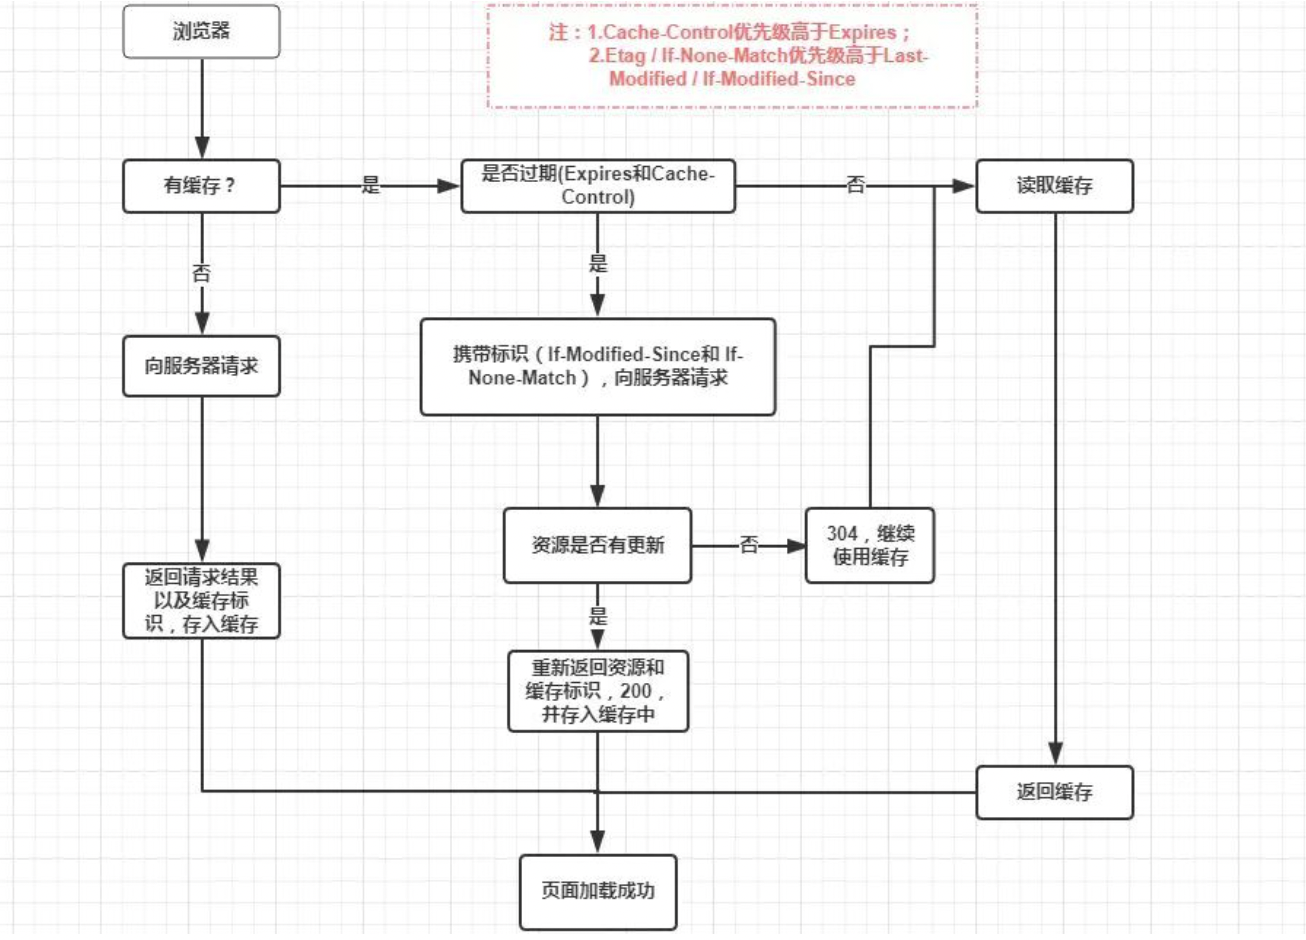 浏览器
注：1.Cache-Control优先级高于Expires；
2.Etag / If-None-Match优先级高于Last-
Modified / If-Modified-Since
有缓存？
是
是否过期(Expires和Cache-
Control)
否
读取缓存
否
是
向服务器请求
携带标识（If-Modified-Since和 If-
None-Match），向服务器请求
资源是否有更新
否
304，继续
使用缓存
返回请求结果
以及缓存标
识，存入缓存
是
重新返回资源和
缓存标识，200，
并存入缓存中
返回缓存
页面加载成功